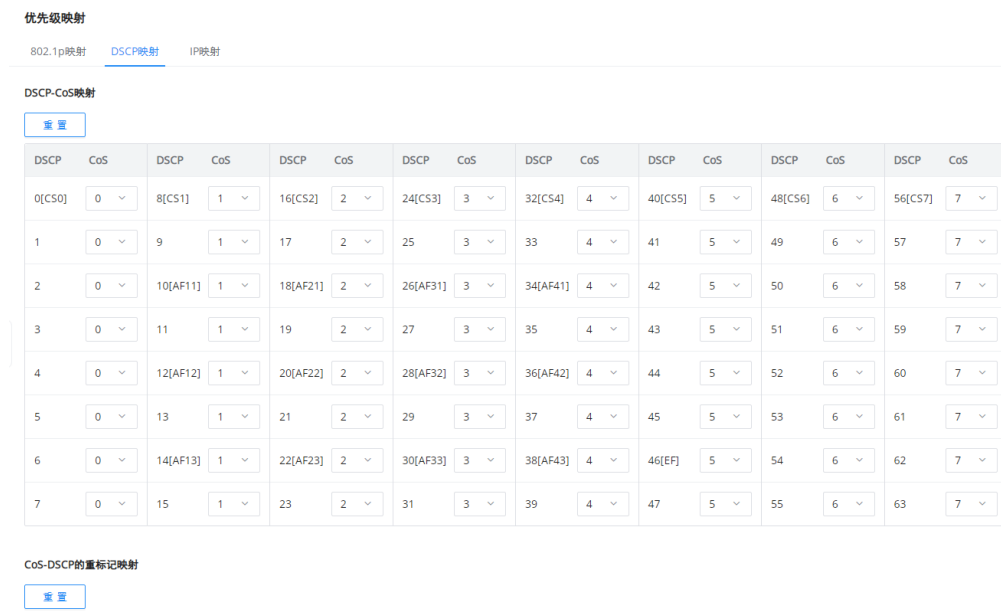 优先级映射
802.1p映射 DSCP映射 IP映射
DSCP-CoS映射
重置
DSCP CoS DSCP CoS DSCP CoS DSCP CoS DSCP CoS DSCP CoS DSCP CoS DSCP CoS
0[CS0] 0 8[CS1] 1 16[CS2] 2 24[CS3] 3 32[CS4] 4 40[CS5] 5 48[CS6] 6 56[CS7] 7
1 0 9 1 17 2 25 3 33 4 41 5 49 6 57 7
2 0 10[AF11] 1 18[AF21] 2 26[AF31] 3 34[AF41] 4 42 5 50 6 58 7
3 0 11 1 19 2 27 3 35 4 43 5 51 6 59 7
4 0 12[AF12] 1 20[AF22] 2 28[AF32] 3 36[AF42] 4 44 5 52 6 60 7
5 0 13 1 21 2 29 3 37 4 45 5 53 6 61 7
6 0 14[AF13] 1 22[AF23] 2 30[AF33] 3 38[AF43] 4 46[EF] 5 54 6 62 7
7 0 15 1 23 2 31 3 39 4 47 5 55 6 63 7
CoS-DSCP的重标记映射
重置